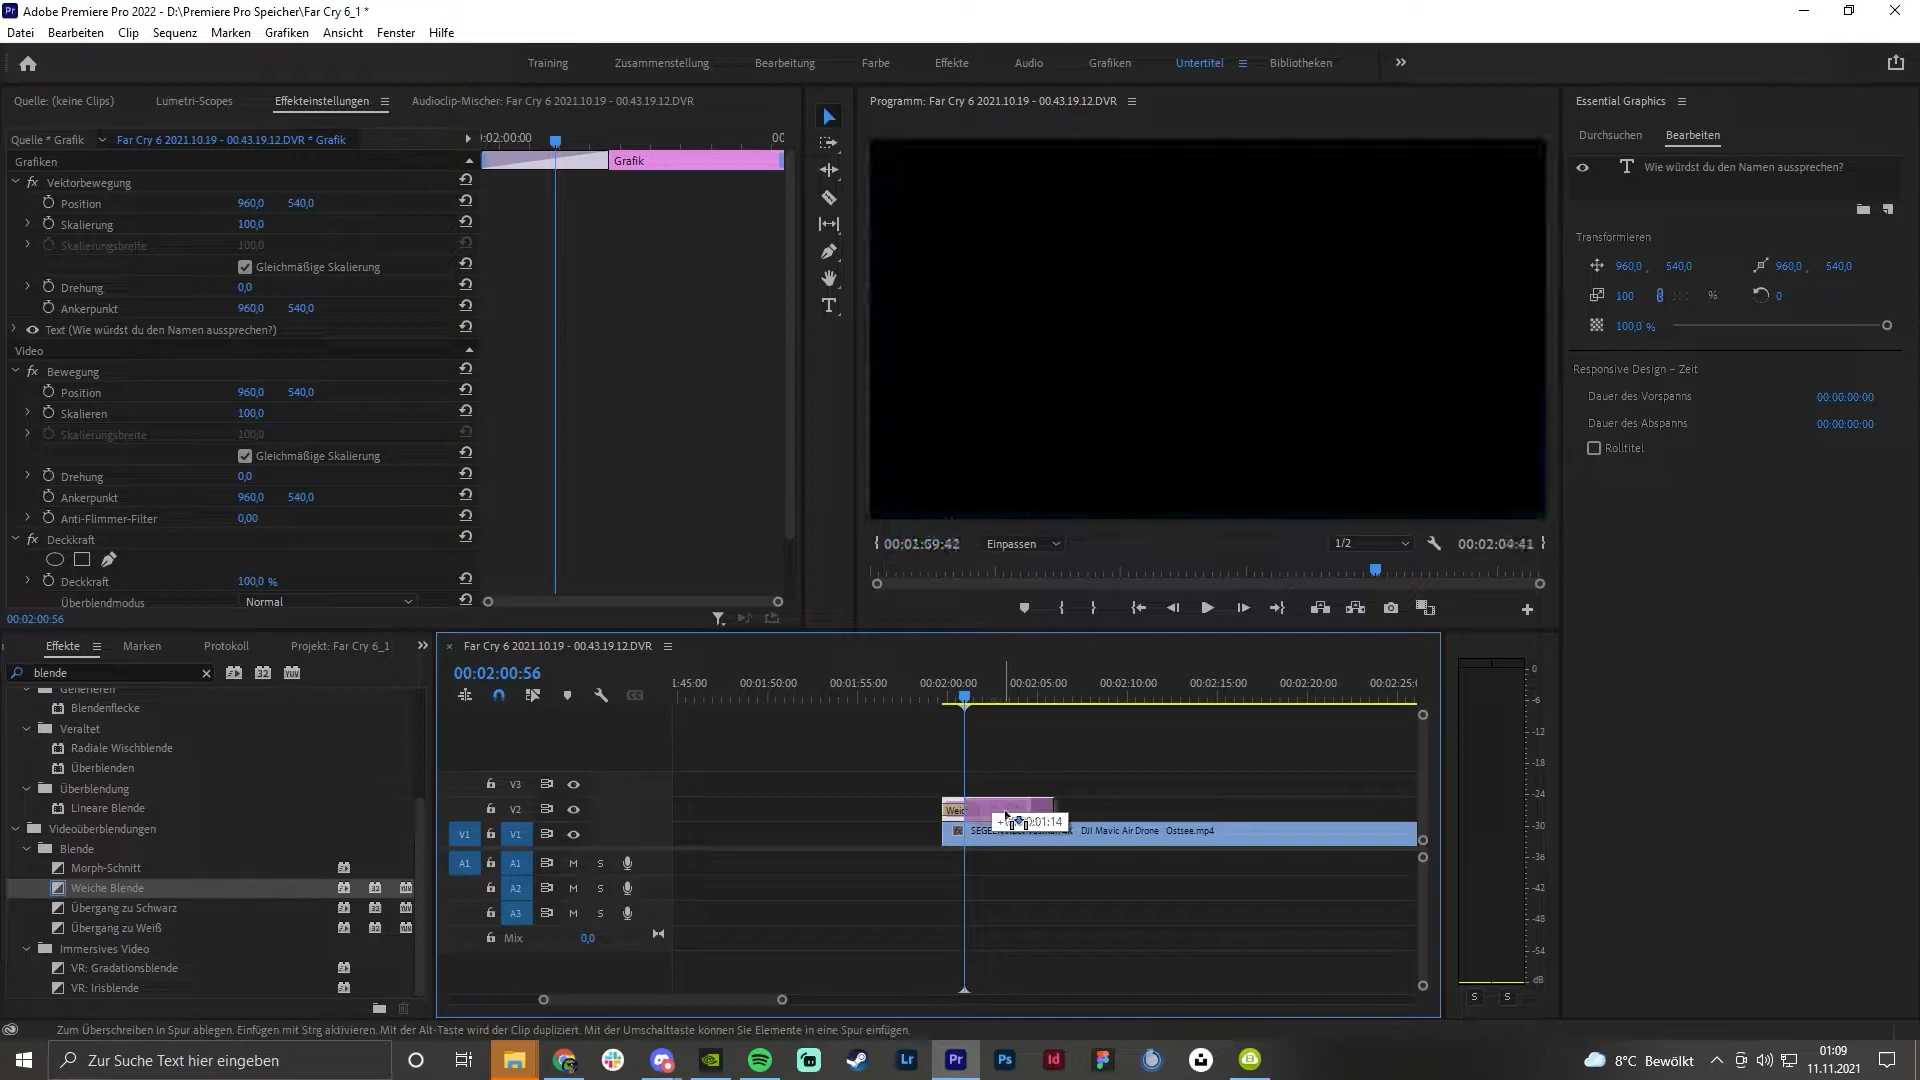 Adobe Premiere Pro 2022 - D:\Premiere Pro Speicher\Far Cry 6_1 *
Datei Bearbeiten Clip Sequenz Marken Grafiken Ansicht Fenster Hilfe
Training Zusammenstellung Bearbeitung Farbe Effekte Audio Grafiken Untertitel Bibliotheken
Quelle: (keine Clips) Lumetri-Scopes Effekteinstellungen Audioclip-Mischer: Far Cry 6 2021.10.19 - 00.43.19.12.DVR
Quelle * Grafik Far Cry 6 2021.10.19 - 00.43.19.12.DVR * Grafik
:02:00:00 00
Grafik
Grafiken
fx Vektorbewegung
Position 960,0 540,0
Skalierung 100,0
Skalierungsbreite 100,0
Gleichmäßige Skalierung
Drehung 0,0
Ankerpunkt 960,0 540,0
Text (Wie würdst du den Namen aussprechen?)
Video
fx Bewegung
Position 960,0 540,0
Skalieren 100,0
Skalierungsbreite 100,0
Gleichmäßige Skalierung
Drehung 0,0
Ankerpunkt 960,0 540,0
Anti-Flimmer-Filter 0,00
fx Deckkraft
Deckkraft 100,0 %
Überblendmodus Normal
00:02:00:56
Programm: Far Cry 6 2021.10.19 - 00.43.19.12.DVR
00:01:59:42 Einpassen 1/2 00:02:04:41
Essential Graphics
Durchsuchen Bearbeiten
Wie würdst du den Namen aussprechen?
Transformieren
960,0 , 540,0 960,0 , 540,0
100 100 % 0
100,0 %
Responsive Design – Zeit
Dauer des Vorspanns 00:00:00:00
Dauer des Abspanns 00:00:00:00
Rolltitel
Effekte Marken Protokoll Projekt: Far Cry 6_1
blende
Generieren
Blendenflecke
Veraltet
Radiale Wischblende
Überblenden
Überblendung
Lineare Blende
Videoüberblendungen
Blende
Morph-Schnitt
Weiche Blende
Übergang zu Schwarz
Übergang zu Weiß
Immersives Video
VR: Gradationsblende
VR: Irisblende
Far Cry 6 2021.10.19 - 00.43.19.12.DVR
00:02:00:56
1:45:00 00:01:50:00 00:01:55:00 00:02:00:00 00:02:05:00 00:02:10:00 00:02:15:00 00:02:20:00 00:02:25:0
V3
V2
V1 V1
DJI Mavic Air Drone Ostsee.mp4
A1 A1 M S
A2 M S
A3 M S
Mix 0,0
0
-6
-12
-18
-24
-30
-36
-42
-48
-54
dB
S S
Zum Überschreiben in Spur ablegen. Einfügen mit Strg aktivieren. Mit der Alt-Taste wird der Clip dupliziert. Mit der Umschalttaste können Sie Elemente in eine Spur einfügen.
Zur Suche Text hier eingeben
Lr Pr Ps Id
8°C Bewölkt
01:09
11.11.2021